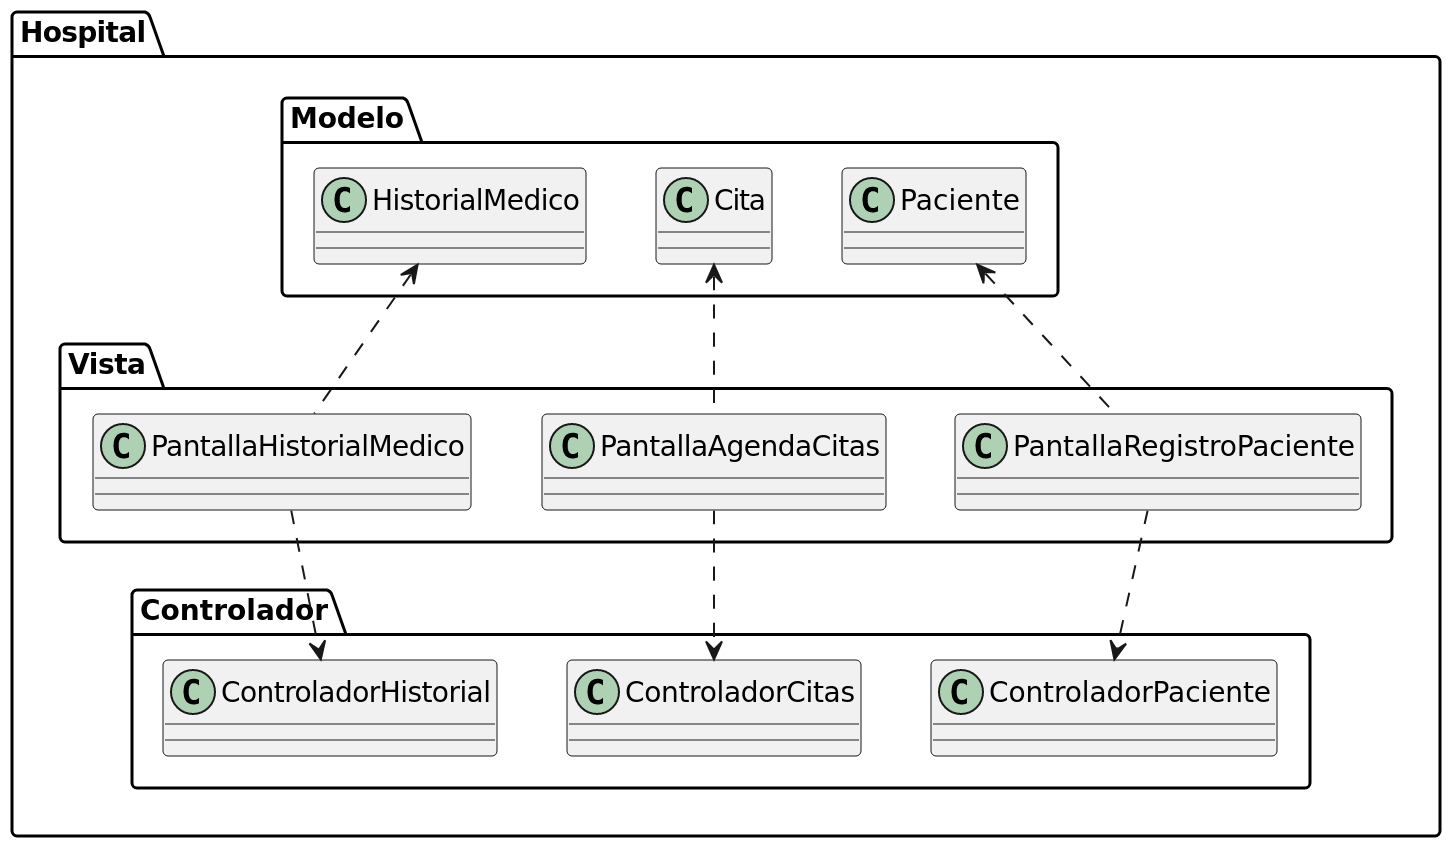 Hospital
Modelo
C HistorialMedico
C Cita
C Paciente
Vista
C PantallaHistorialMedico
C PantallaAgendaCitas
C PantallaRegistroPaciente
Controlador
C ControladorHistorial
C ControladorCitas
C ControladorPaciente